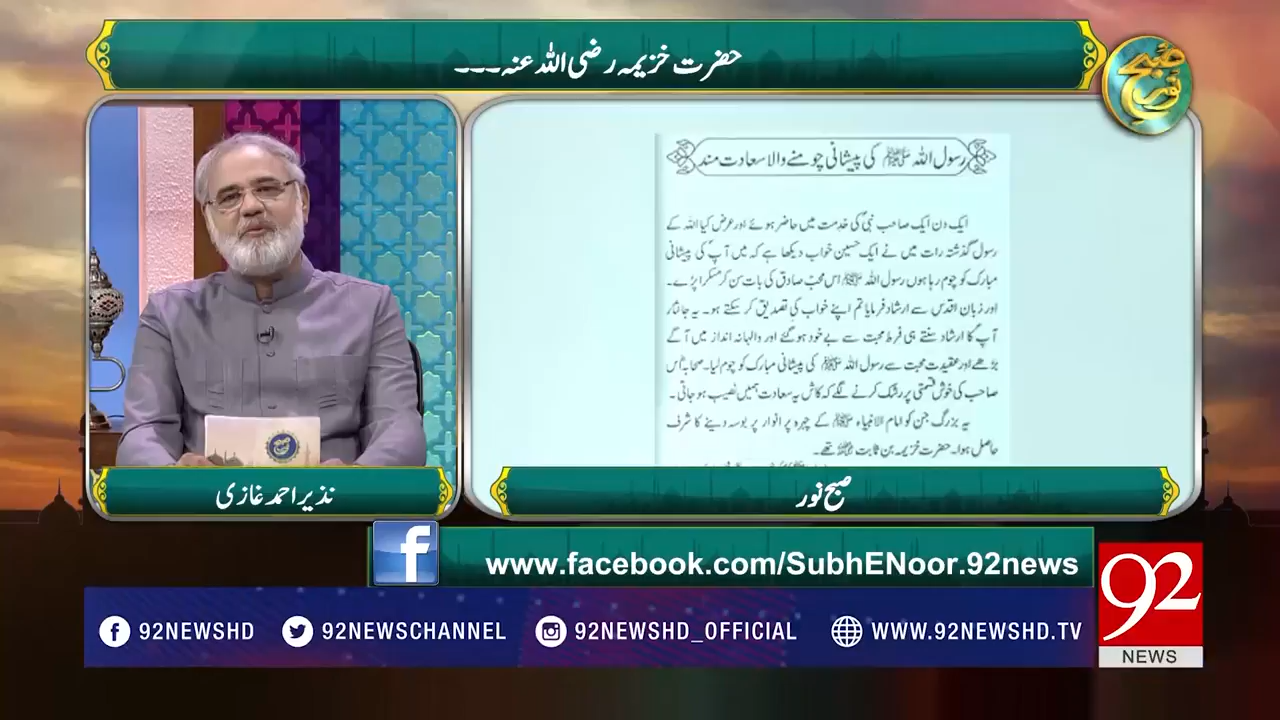 حضرت خزیمہ رضی اللہ عنہ۔۔۔
صبح نور
رسول اللہ ﷺ کی پیشانی چومنے والا سعادت مند
ایک دن ایک صاحب نبیؐ کی خدمت میں حاضر ہوئے اور عرض کیا اللہ کے
رسول گذشتہ رات میں نے ایک حسین خواب دیکھا ہے کہ میں آپ کی پیشانی
مبارک کو چوم رہا ہوں رسول اللہ ﷺ اس محب صادق کی بات سن کر مسکرا پڑے۔
اور زبان اقدس سے ارشاد فرمایا تم اپنے خواب کی تصدیق کر سکتے ہو۔ یہ جانثار
آپ کا ارشاد سنتے ہی فرط محبت سے بے خود ہو گئے اور والہانہ انداز میں آگے
بڑھے اور عقیدت محبت سے رسول اللہ ﷺ کی پیشانی مبارک کو چوم لیا۔ صحابہؓ اس
صاحب کی خوش قسمتی پر رشک کرنے لگے کہ کاش یہ سعادت ہمیں نصیب ہو جاتی۔
یہ بزرگ جن کو امام الانبیاء ﷺ کے چہرہ پر انوار پر بوسہ دینے کا شرف
حاصل ہوا۔ حضرت خزیمہ بن ثابت تھے۔
نذیر احمد غازی
صبح نور
www.facebook.com/SubhENoor.92news
92NEWSHD 92NEWSCHANNEL 92NEWSHD_OFFICIAL WWW.92NEWSHD.TV
92
NEWS